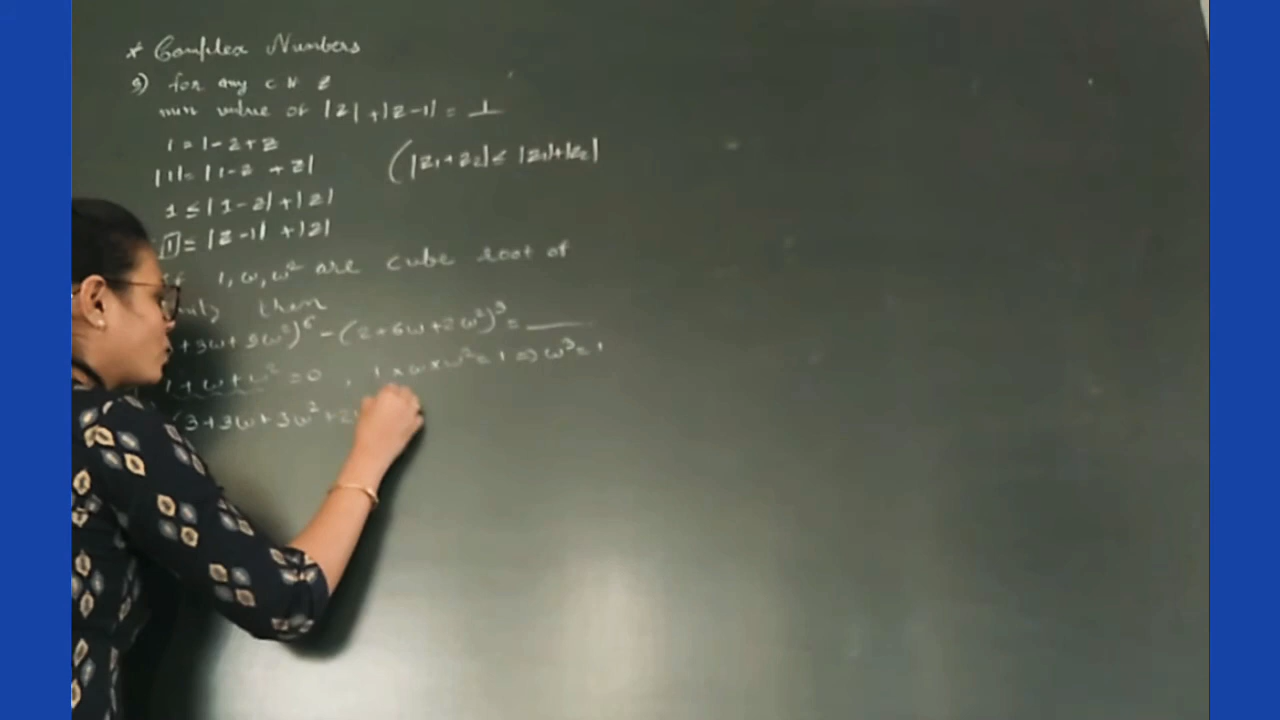 * Complex Numbers
9) for any c N z
min value of |z| + |z-1| = 1
1 = 1-z+z
|1| = |1-z +z| (|z1+z2| ≤ |z1|+|z2|)
1 ≤ |1-z| + |z|
1 ≤ |z-1| + |z|
If 1, ω, ω² are cube root of
then
+3ω+5ω²)⁶ - (2+6ω+2ω²)³ = ____
1+ω+ω² = 0 , 1×ω×ω² = 1 ⇒ ω³ = 1
(3+3ω+3ω²+2